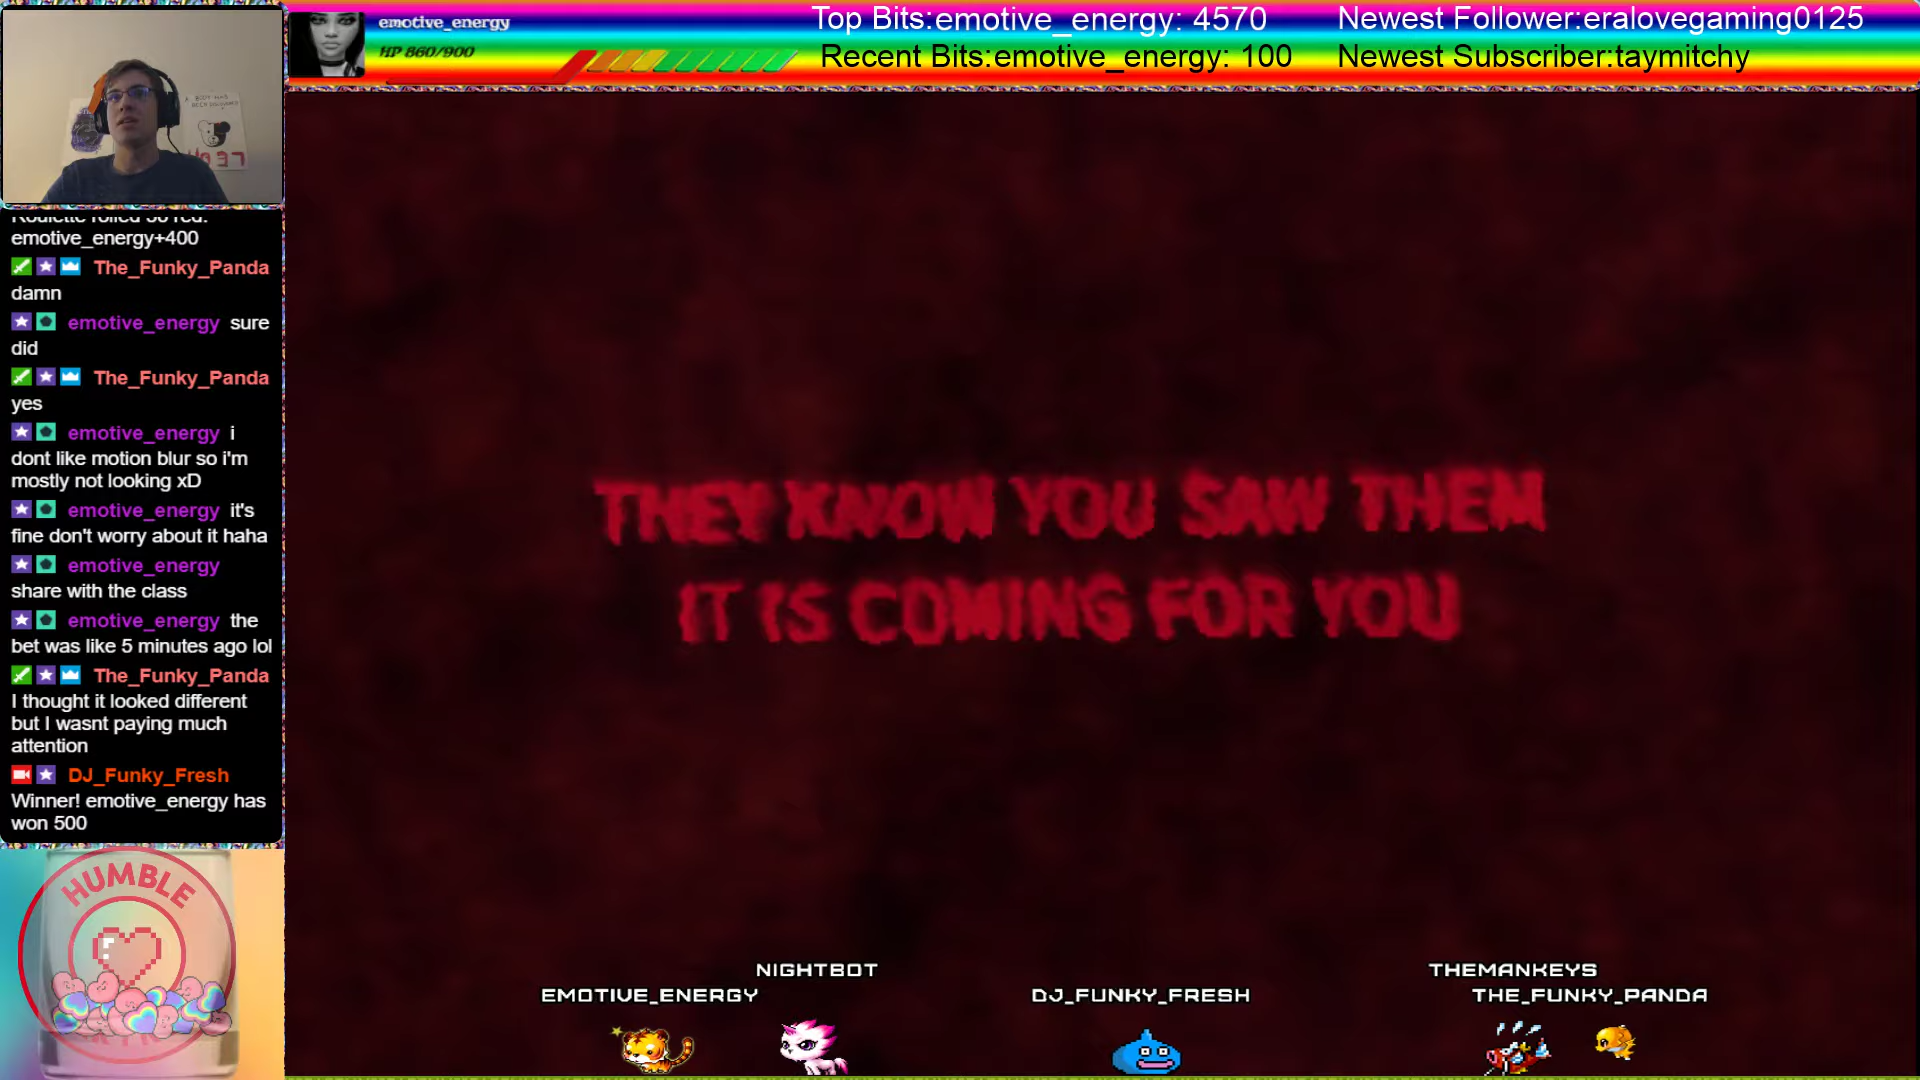 emotive_energy
HP 860/900
Top Bits:emotive_energy: 4570
Newest Follower:eralovegaming0125
Recent Bits:emotive_energy: 100
Newest Subscriber:taymitchy
emotive_energy+400
The_Funky_Panda
damn
emotive_energy sure
did
The_Funky_Panda
yes
emotive_energy i
dont like motion blur so i'm
mostly not looking xD
emotive_energy it's
fine don't worry about it haha
emotive_energy
share with the class
emotive_energy the
bet was like 5 minutes ago lol
The_Funky_Panda
I thought it looked different
but I wasnt paying much
attention
DJ_Funky_Fresh
Winner! emotive_energy has
won 500
THEY KNOW YOU SAW THEM
IT IS COMING FOR YOU
HUMBLE
NIGHTBOT
THEMANKEYS
EMOTIVE_ENERGY
DJ_FUNKY_FRESH
THE_FUNKY_PANDA